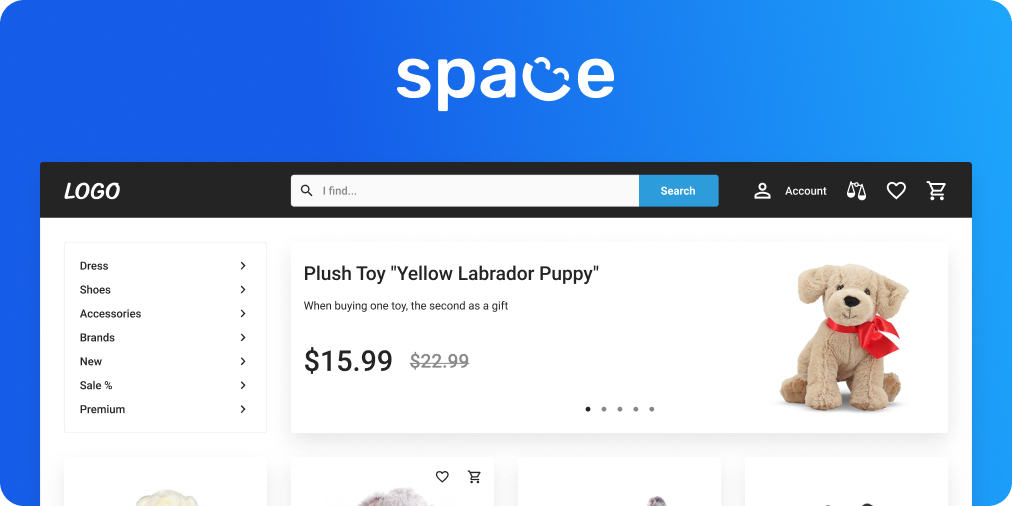 space
LOGO
I find...
Search
Account
Dress
Shoes
Accessories
Brands
New
Sale %
Premium
Plush Toy "Yellow Labrador Puppy"
When buying one toy, the second as a gift
$15.99 $22.99